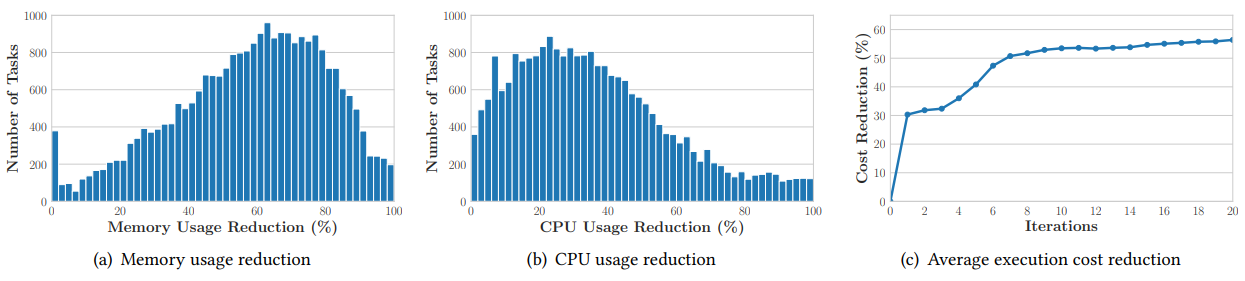 1000
800
600
400
200
0
Number of Tasks
0 20 40 60 80 100
Memory Usage Reduction (%)
(a) Memory usage reduction
1000
800
600
400
200
0
Number of Tasks
0 20 40 60 80 100
CPU Usage Reduction (%)
(b) CPU usage reduction
60
50
40
30
20
10
0
Cost Reduction (%)
0 2 4 6 8 10 12 14 16 18 20
Iterations
(c) Average execution cost reduction